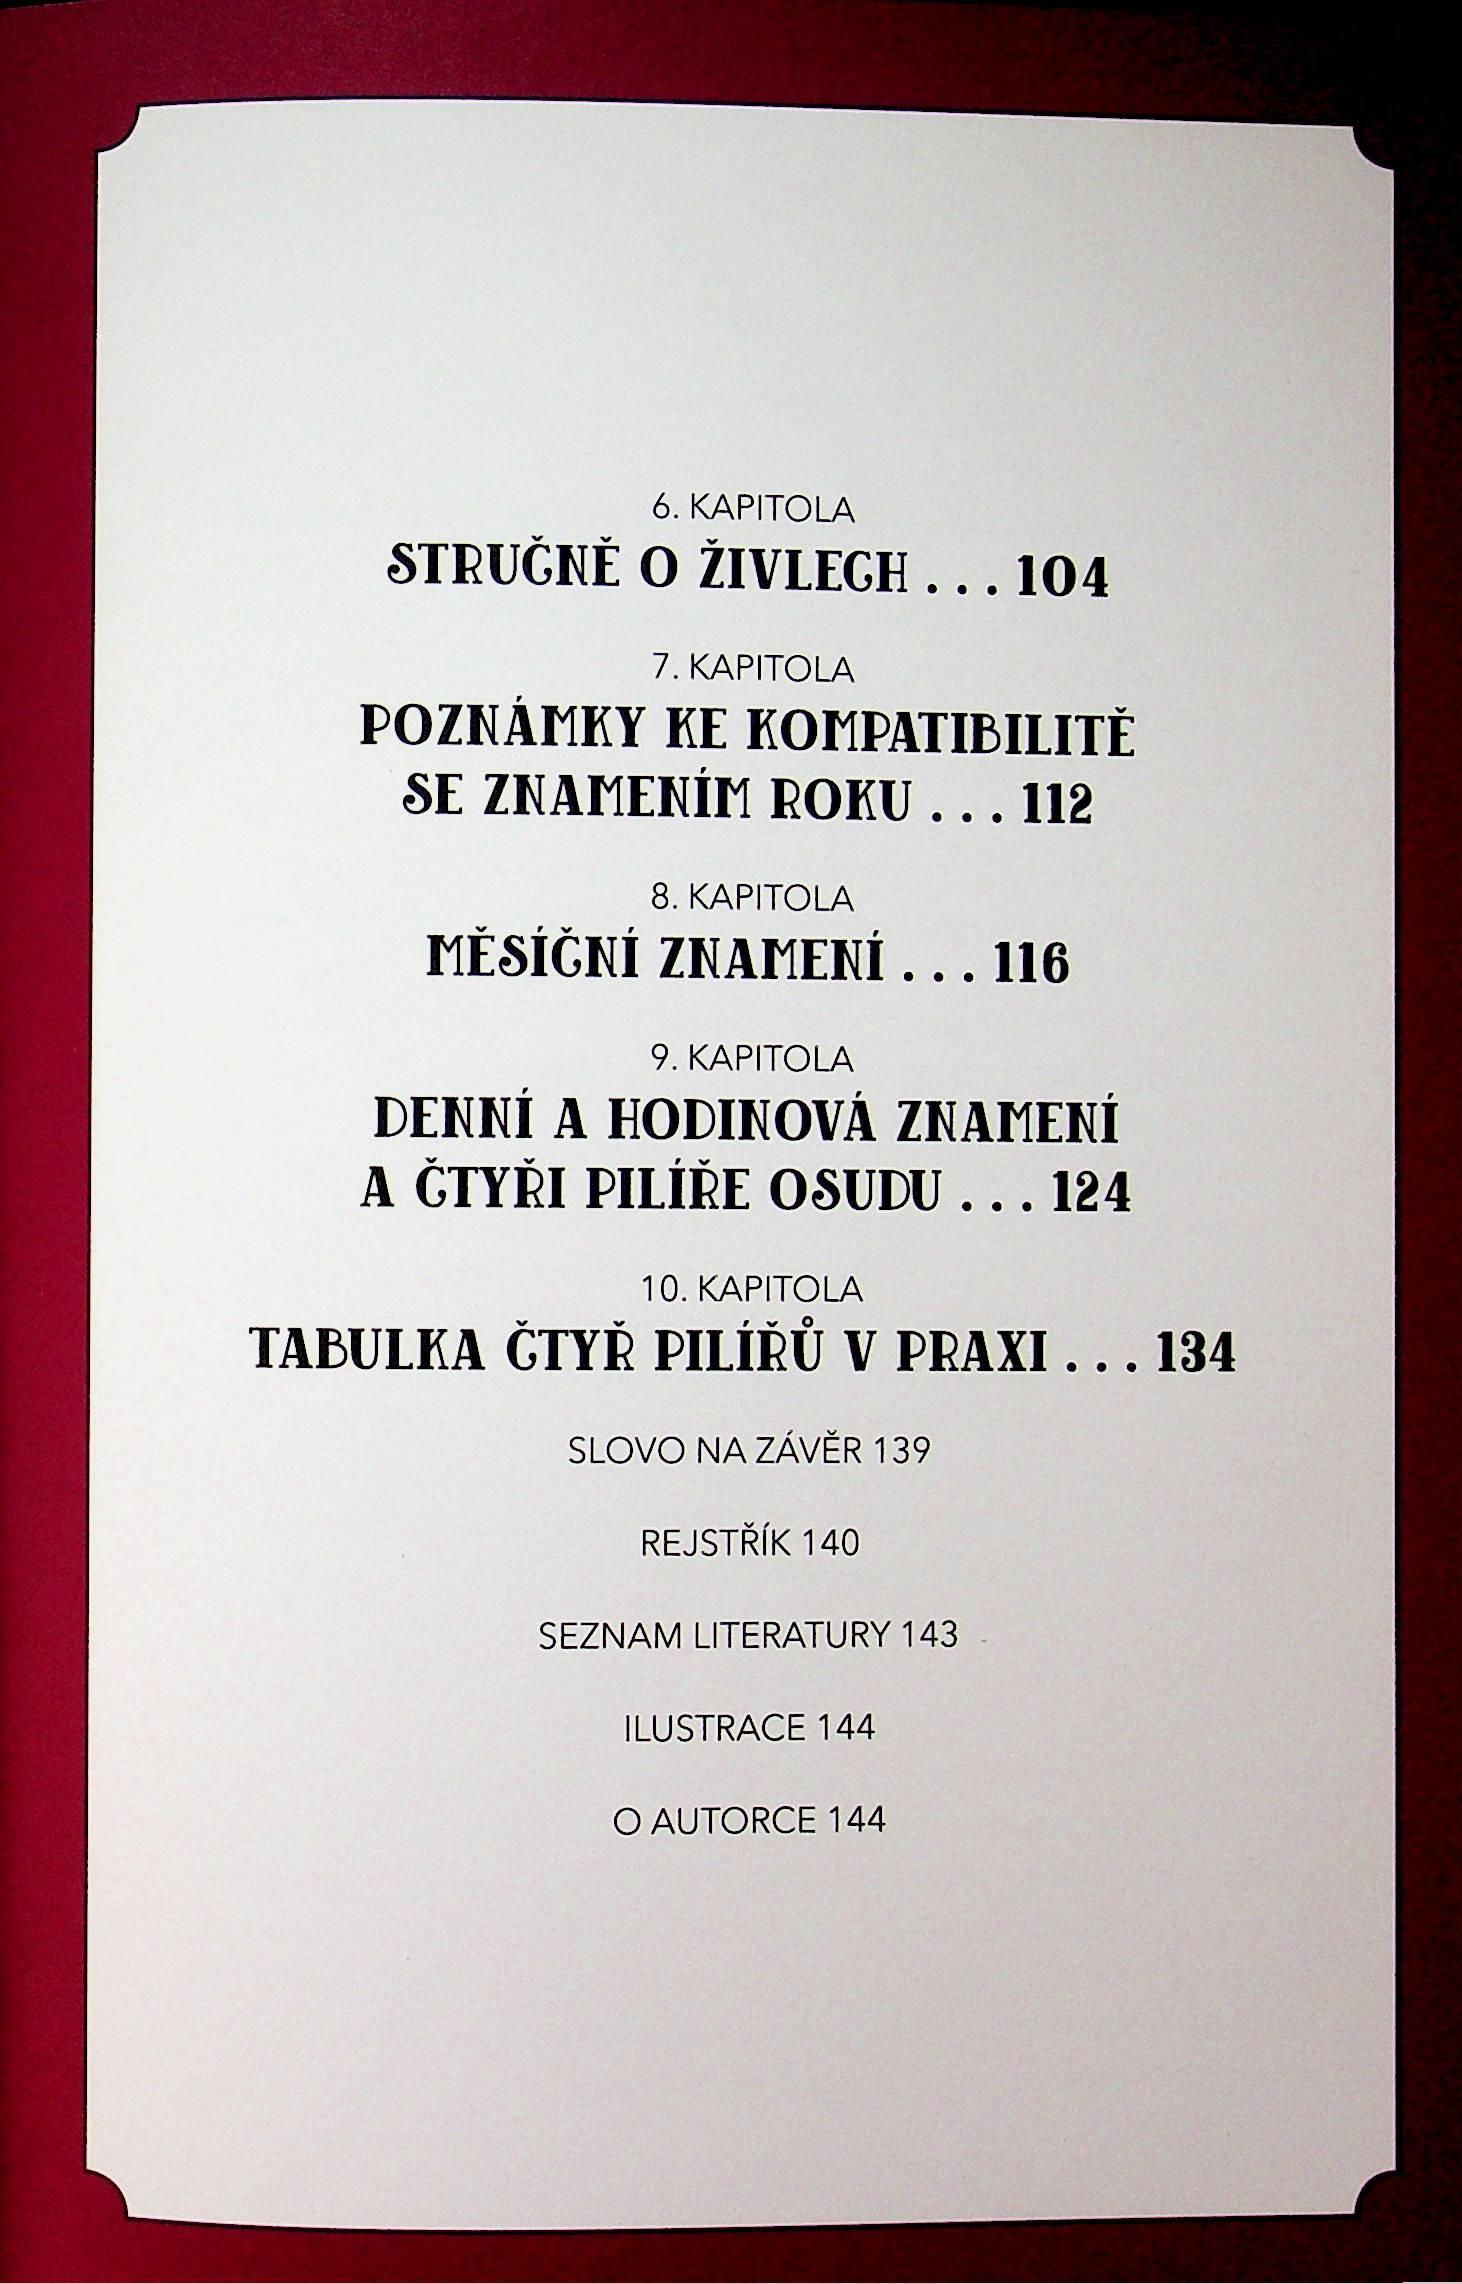 6. KAPITOLA
STRUČNĚ O ŽIVLECH . . . 104
7. KAPITOLA
POZNÁMKY KE KOMPATIBILITĚ
SE ZNAMENÍM ROKU . . . 112
8. KAPITOLA
MĚSÍČNÍ ZNAMENÍ . . . 116
9. KAPITOLA
DENNÍ A HODINOVÁ ZNAMENÍ
A ČTYŘI PILÍŘE OSUDU . . . 124
10. KAPITOLA
TABULKA ČTYŘ PILÍŘŮ V PRAXI . . . 134
SLOVO NA ZÁVĚR 139
REJSTŘÍK 140
SEZNAM LITERATURY 143
ILUSTRACE 144
O AUTORCE 144